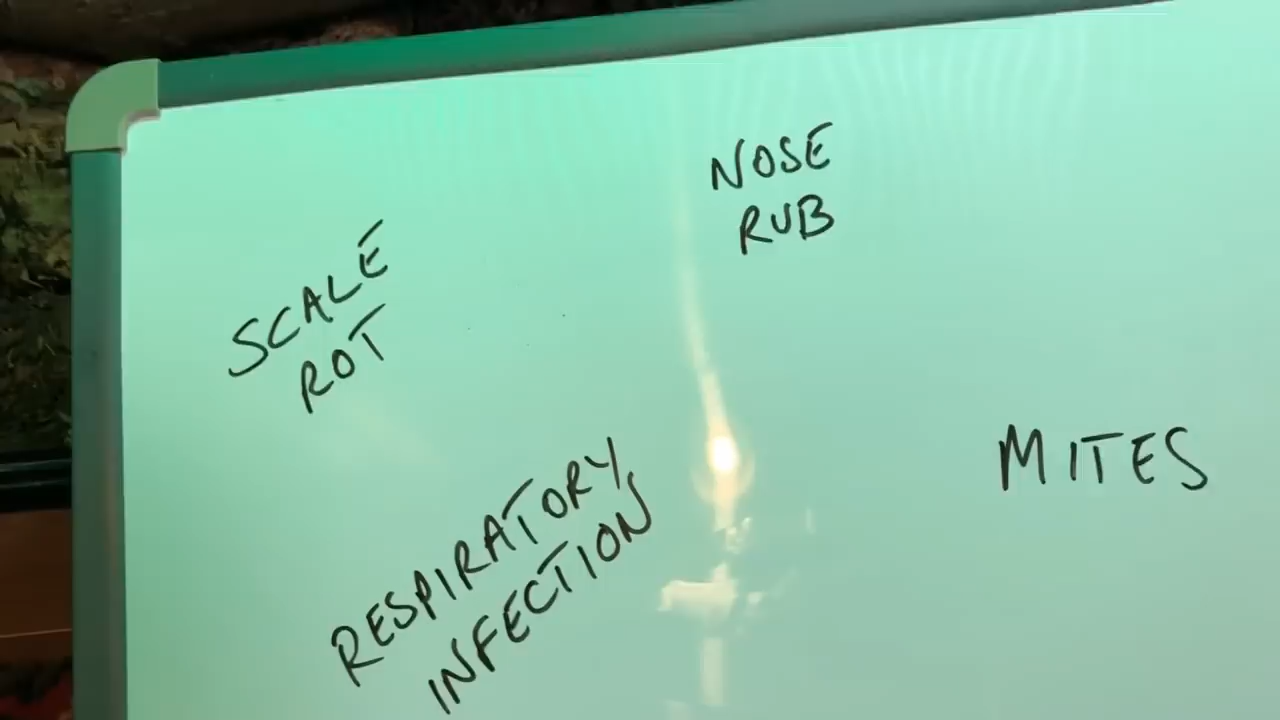 NOSE
RUB
SCALE
ROT
MITES
RESPIRATORY
INFECTION